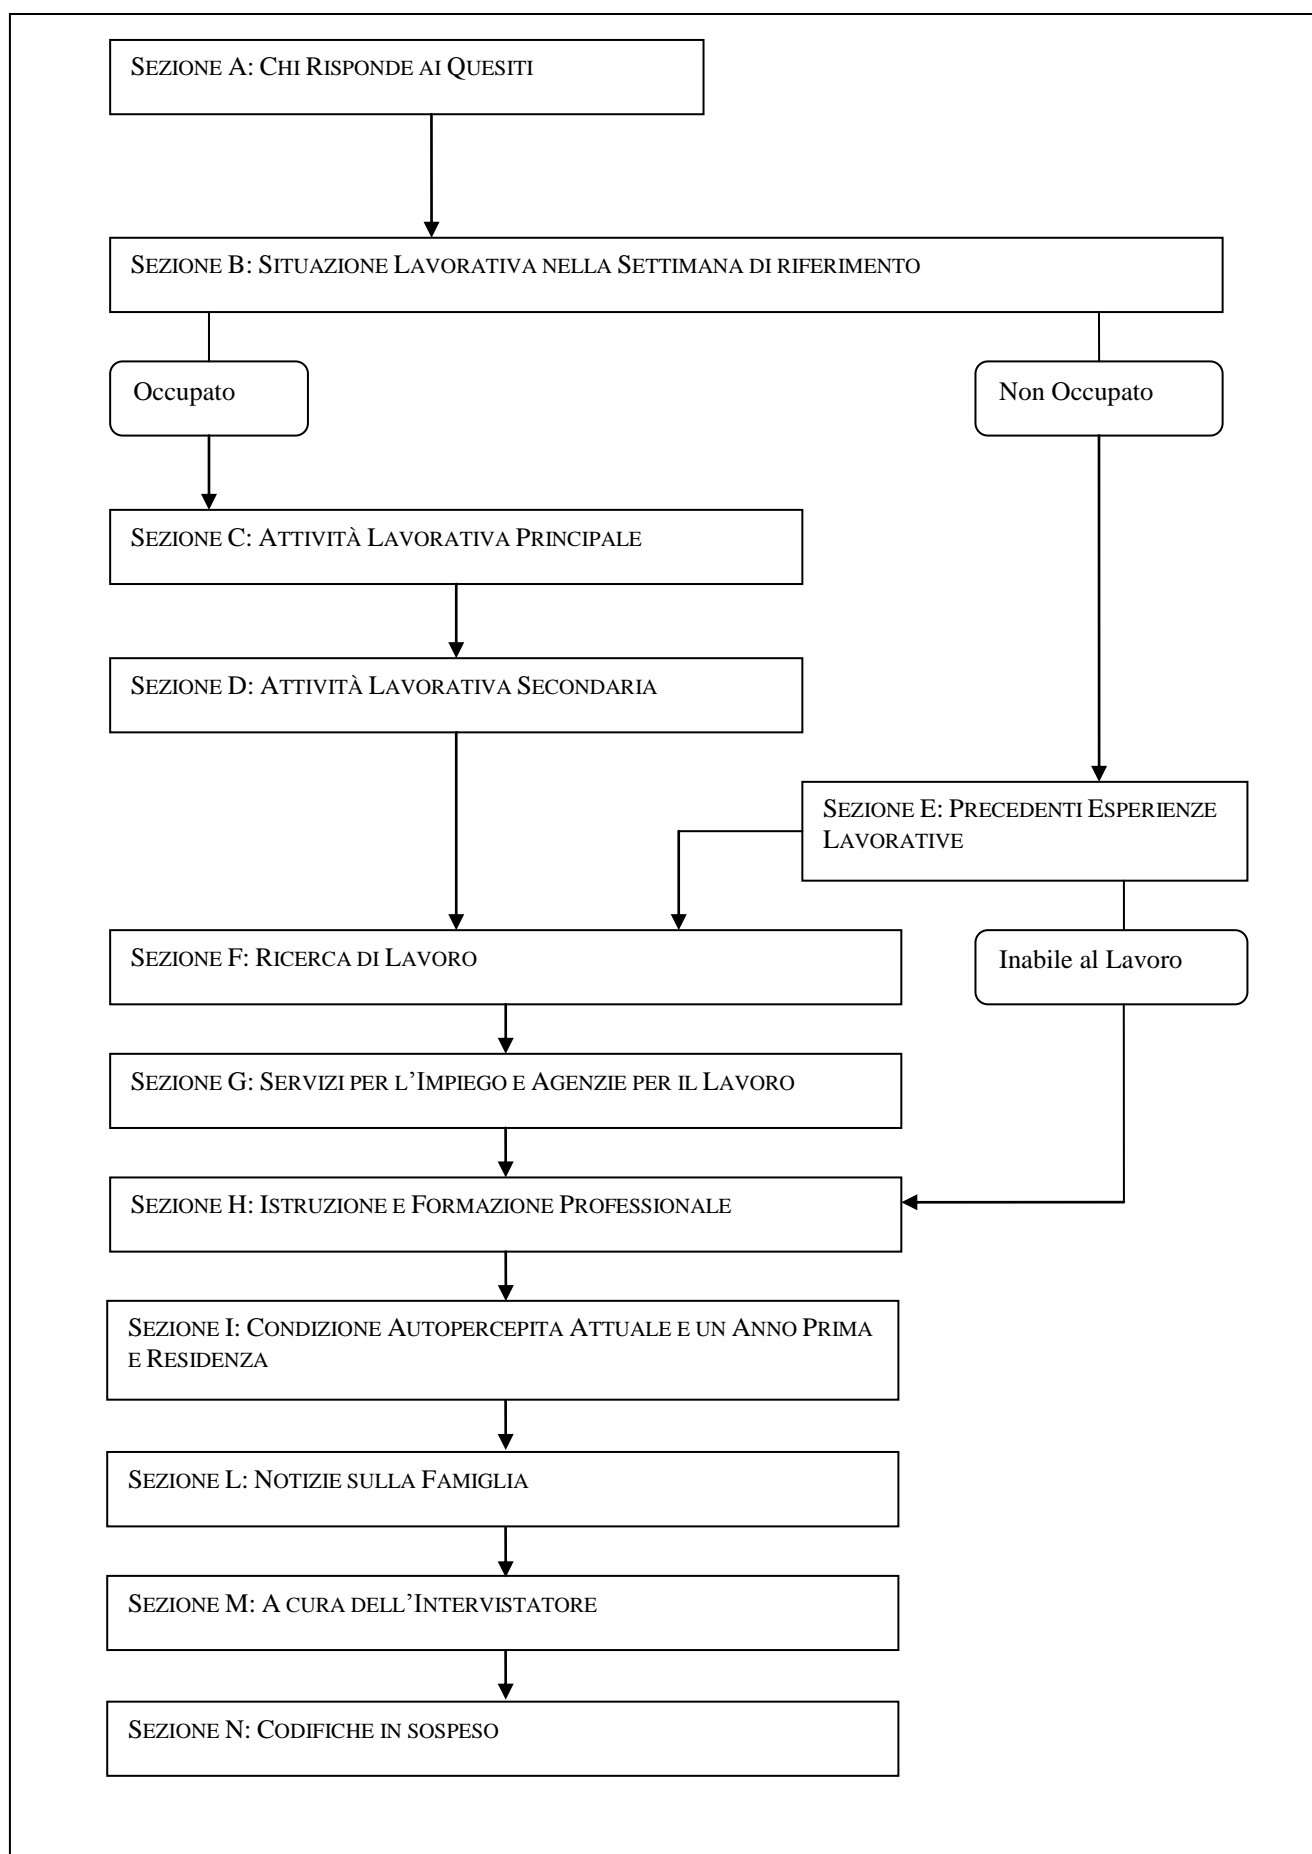 SEZIONE A: CHI RISPONDE AI QUESITI
SEZIONE B: SITUAZIONE LAVORATIVA NELLA SETTIMANA DI RIFERIMENTO
Occupato
Non Occupato
SEZIONE C: ATTIVITÀ LAVORATIVA PRINCIPALE
SEZIONE D: ATTIVITÀ LAVORATIVA SECONDARIA
SEZIONE E: PRECEDENTI ESPERIENZE
LAVORATIVE
SEZIONE F: RICERCA DI LAVORO
Inabile al Lavoro
SEZIONE G: SERVIZI PER L’IMPIEGO E AGENZIE PER IL LAVORO
SEZIONE H: ISTRUZIONE E FORMAZIONE PROFESSIONALE
SEZIONE I: CONDIZIONE AUTOPERCEPITA ATTUALE E UN ANNO PRIMA
E RESIDENZA
SEZIONE L: NOTIZIE SULLA FAMIGLIA
SEZIONE M: A CURA DELL’INTERVISTATORE
SEZIONE N: CODIFICHE IN SOSPESO